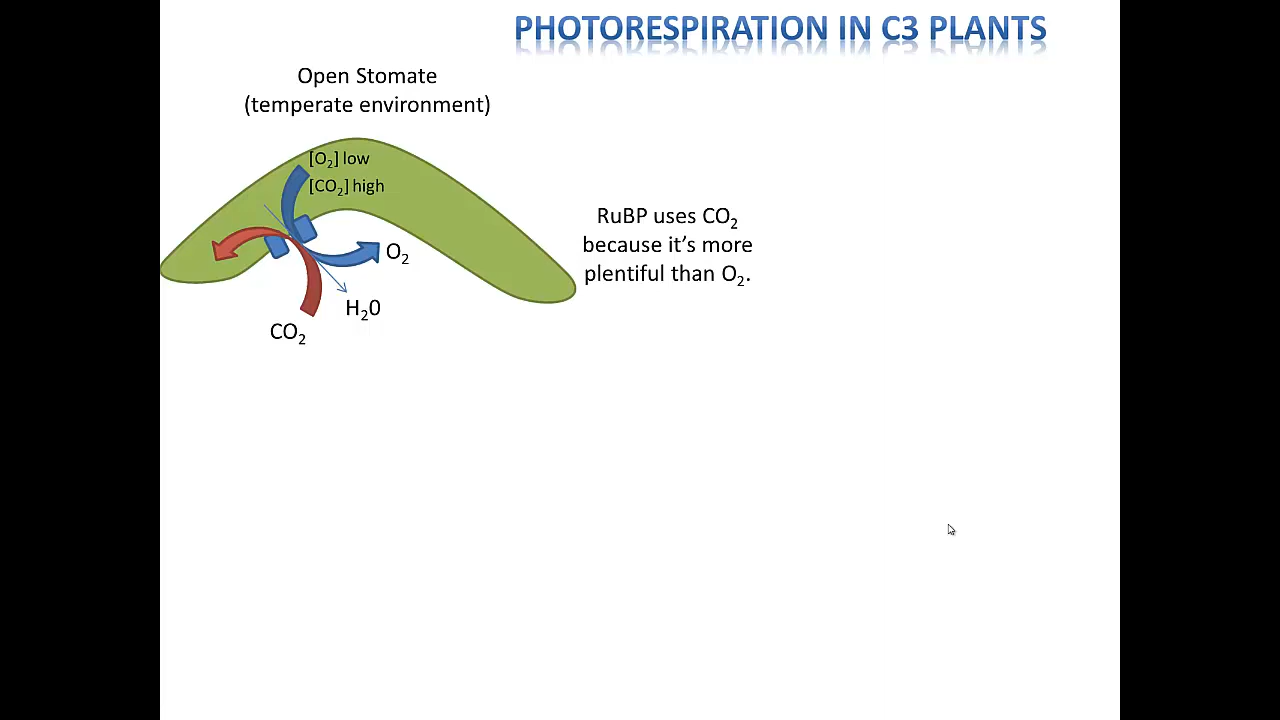 PHOTORESPIRATION IN C3 PLANTS
Open Stomate
(temperate environment)
[O₂] low
[CO₂] high
RuBP uses CO₂
because it’s more
plentiful than O₂.
O₂
H₂0
CO₂